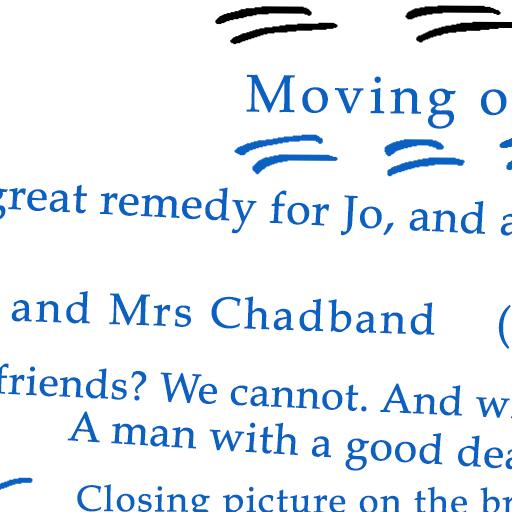 Moving o
great remedy for Jo, and a
and Mrs Chadband (
friends? We cannot. And w
A man with a good dea
Closing picture on the br